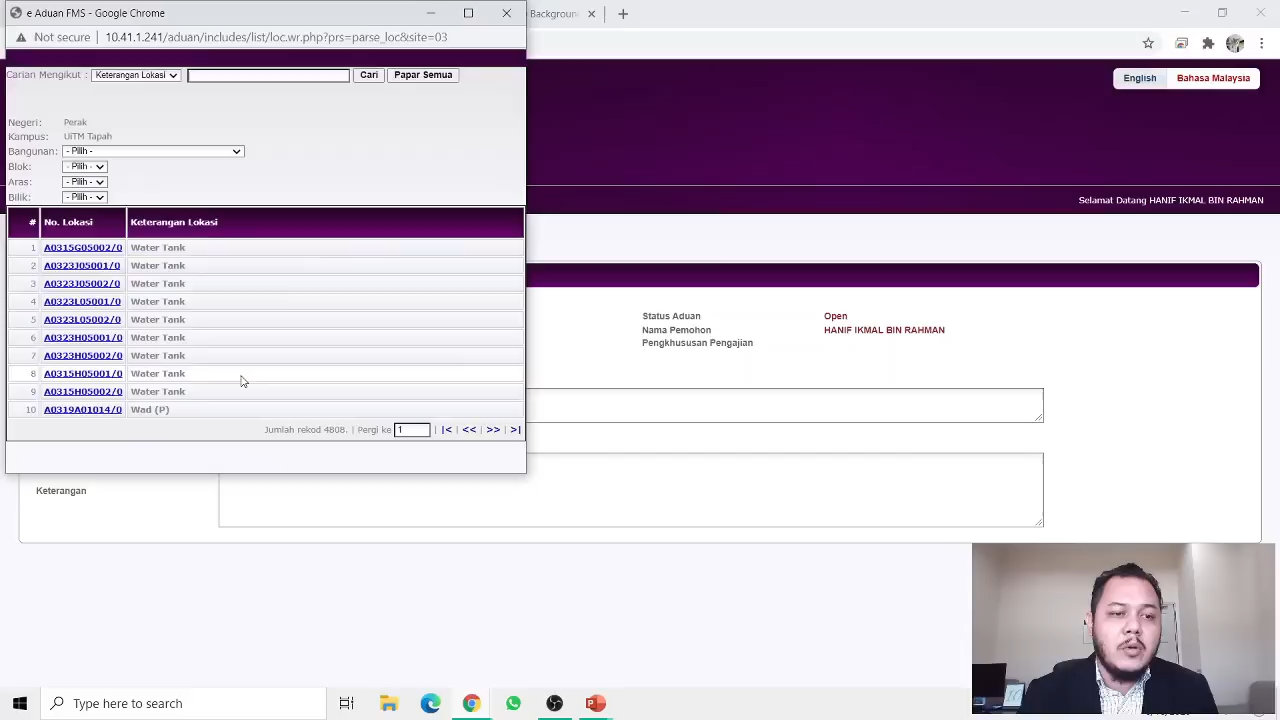 e Aduan FMS - Google Chrome
Background
Not secure | 10.41.1.241/aduan/includes/list/loc.wr.php?prs=parse_loc&site=03
English Bahasa Malaysia
Carian Mengikut : Keterangan Lokasi Cari Papar Semua
Negeri: Perak
Kampus: UiTM Tapah
Bangunan: - Pilih -
Blok: - Pilih -
Aras: - Pilih -
Bilik: - Pilih -
Selamat Datang HANIF IKMAL BIN RAHMAN
# No. Lokasi Keterangan Lokasi
1 A0315G05002/0 Water Tank
2 A0323J05001/0 Water Tank
3 A0323J05002/0 Water Tank
4 A0323L05001/0 Water Tank
5 A0323L05002/0 Water Tank
6 A0323H05001/0 Water Tank
7 A0323H05002/0 Water Tank
8 A0315H05001/0 Water Tank
9 A0315H05002/0 Water Tank
10 A0319A01014/0 Wad (P)
Jumlah rekod 4808. | Pergi ke 1 | |< | << | >> | >|
Status Aduan Open
Nama Pemohon HANIF IKMAL BIN RAHMAN
Pengkhususan Pengajian
Keterangan
Type here to search